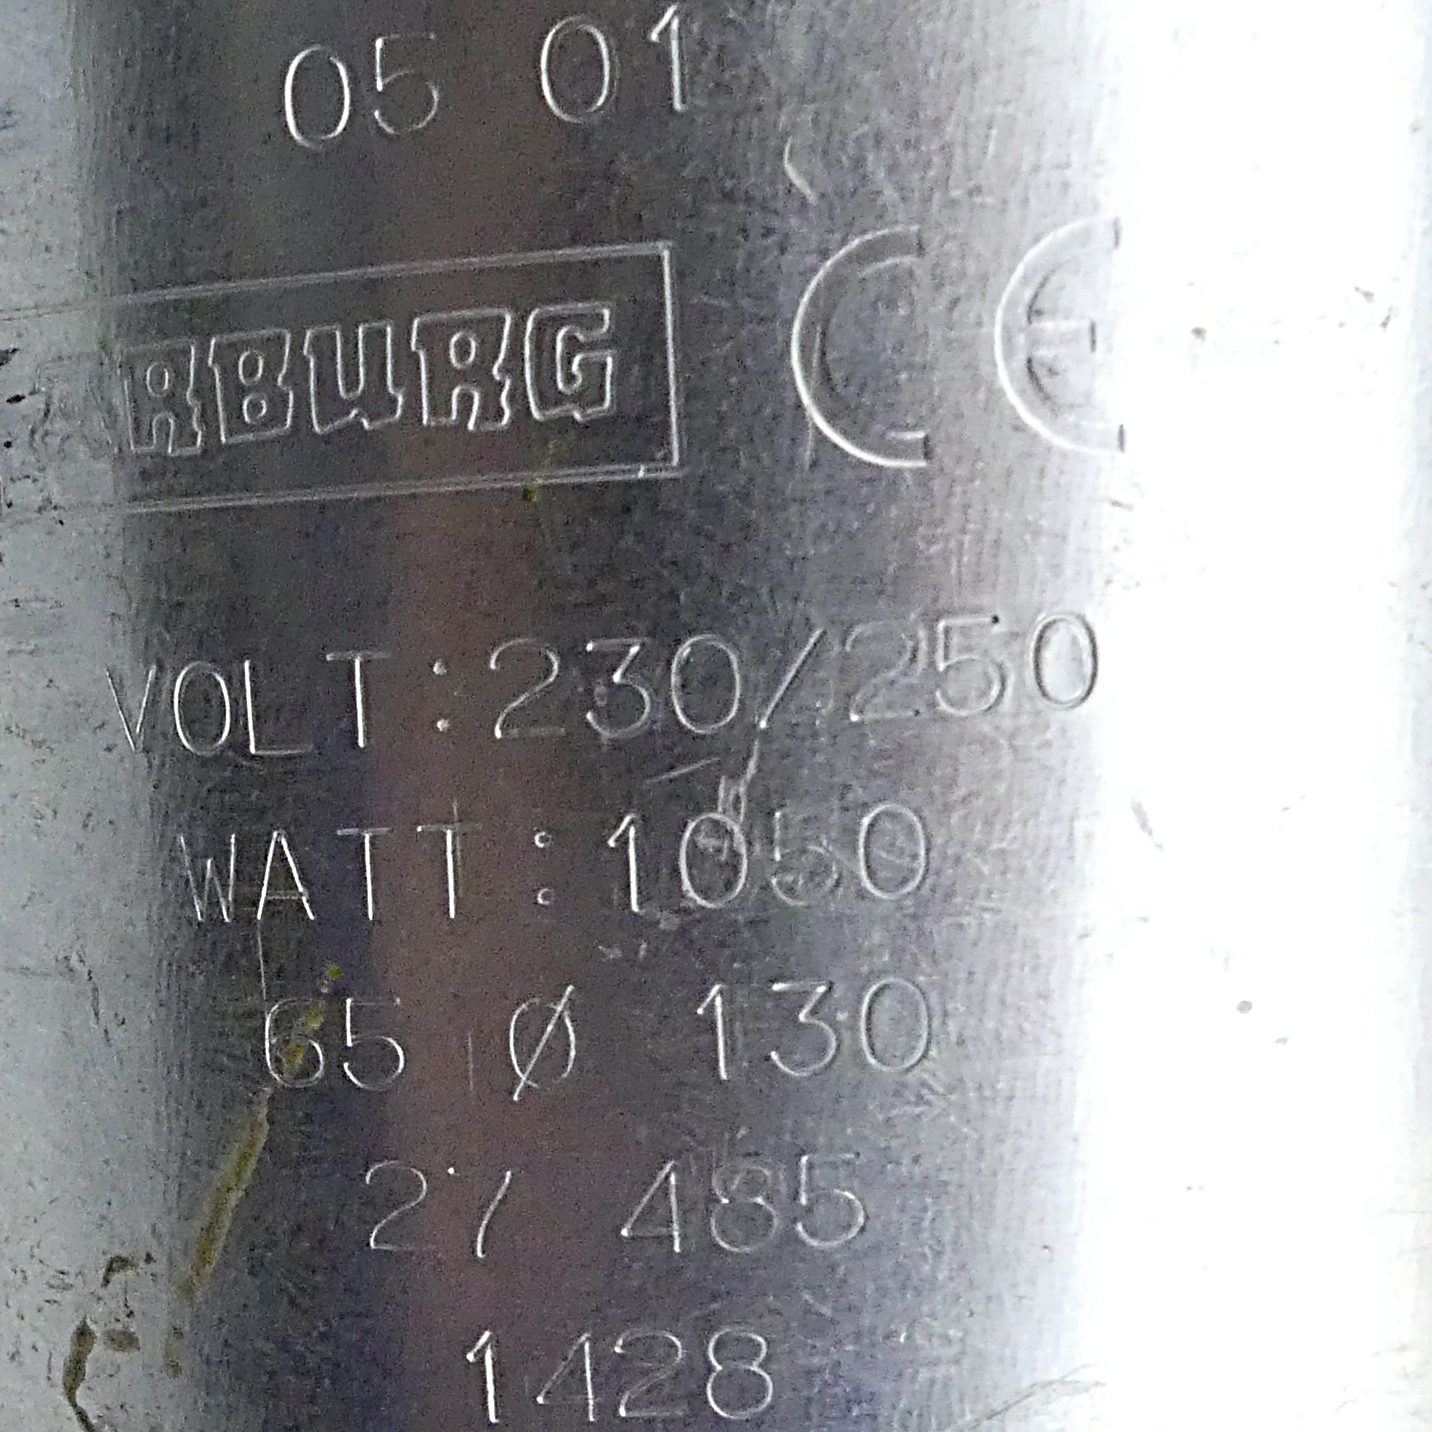 05 01
RBURG CE
VOLT:230/250
WATT:1050
65 Ø 130
27 485
1428